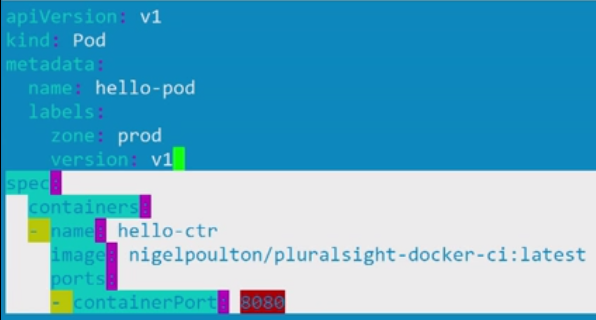 apiVersion: v1
kind: Pod
metadata:
  name: hello-pod
  labels:
    zone: prod
    version: v1
spec:
  containers:
  - name: hello-ctr
    image: nigelpoulton/pluralsight-docker-ci:latest
    ports:
    - containerPort: 8080